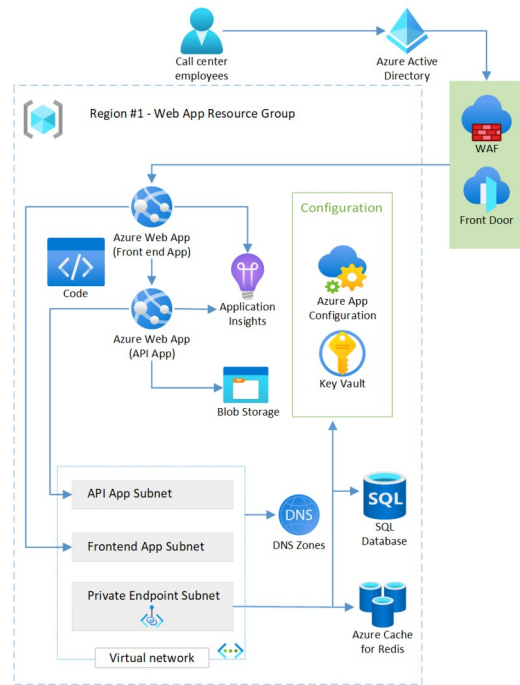 Call center
employees
Azure Active
Directory
Region #1 - Web App Resource Group
WAF
Front Door
Azure Web App
(Front end App)
Configuration
</>
Code
Application
Insights
Azure App
Configuration
Azure Web App
(API App)
Key Vault
Blob Storage
API App Subnet
DNS
DNS Zones
SQL
SQL
Database
Frontend App Subnet
Private Endpoint Subnet
Azure Cache
for Redis
Virtual network